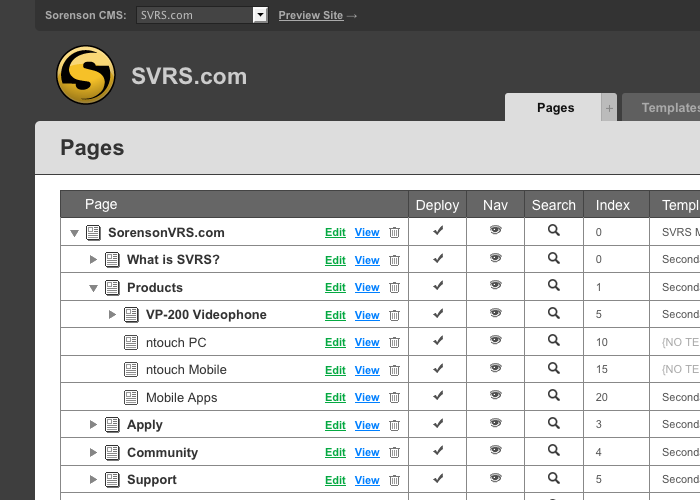 Sorenson CMS: SVRS.com Preview Site →
SVRS.com
Pages + Templates
Pages
Page Deploy Nav Search Index Templ
SorensonVRS.com Edit View 0 SVRS M
What is SVRS? Edit View 0 Second
Products Edit View 1 Second
VP-200 Videophone Edit View 5 Second
ntouch PC Edit View 10 {NO TE
ntouch Mobile Edit View 15 {NO TE
Mobile Apps Edit View 20 Second
Apply Edit View 3 Second
Community Edit View 4 Second
Support Edit View 5 Second